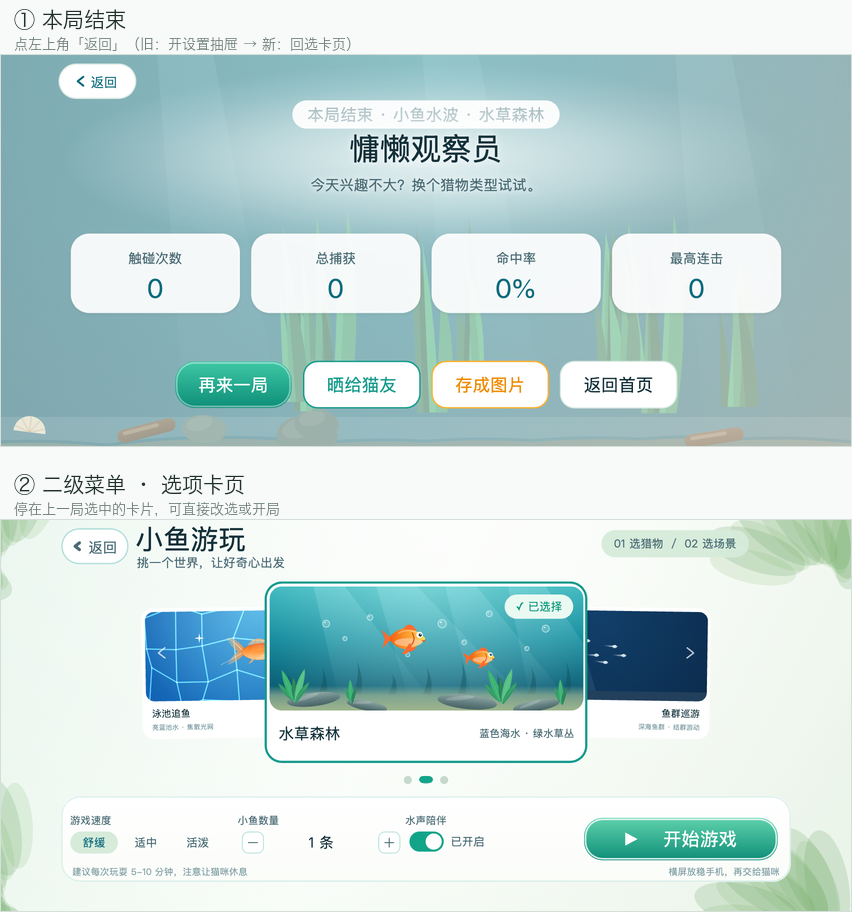 ① 本局结束
点左上角「返回」（旧：开设置抽屉 → 新：回选卡页）
返回
本局结束 · 小鱼水波 · 水草森林
慵懒观察员
今天兴趣不大？换个猎物类型试试。
触碰次数 总捕获 命中率 最高连击
0 0 0% 0
再来一局 晒给猫友 存成图片 返回首页
② 二级菜单 · 选项卡页
停在上一局选中的卡片，可直接改选或开局
返回 小鱼游玩
挑一个世界，让好奇心出发
01 选猎物 / 02 选场景
✓ 已选择
泳池追鱼
亮蓝池水 · 焦散光网
水草森林 蓝色海水 · 绿水草丛
鱼群巡游
深海鱼群 · 结群游动
游戏速度 小鱼数量 水声陪伴
舒缓 适中 活泼 − 1 条 + 已开启
开始游戏
建议每次玩耍 5–10 分钟，注意让猫咪休息
横屏放稳手机，再交给猫咪